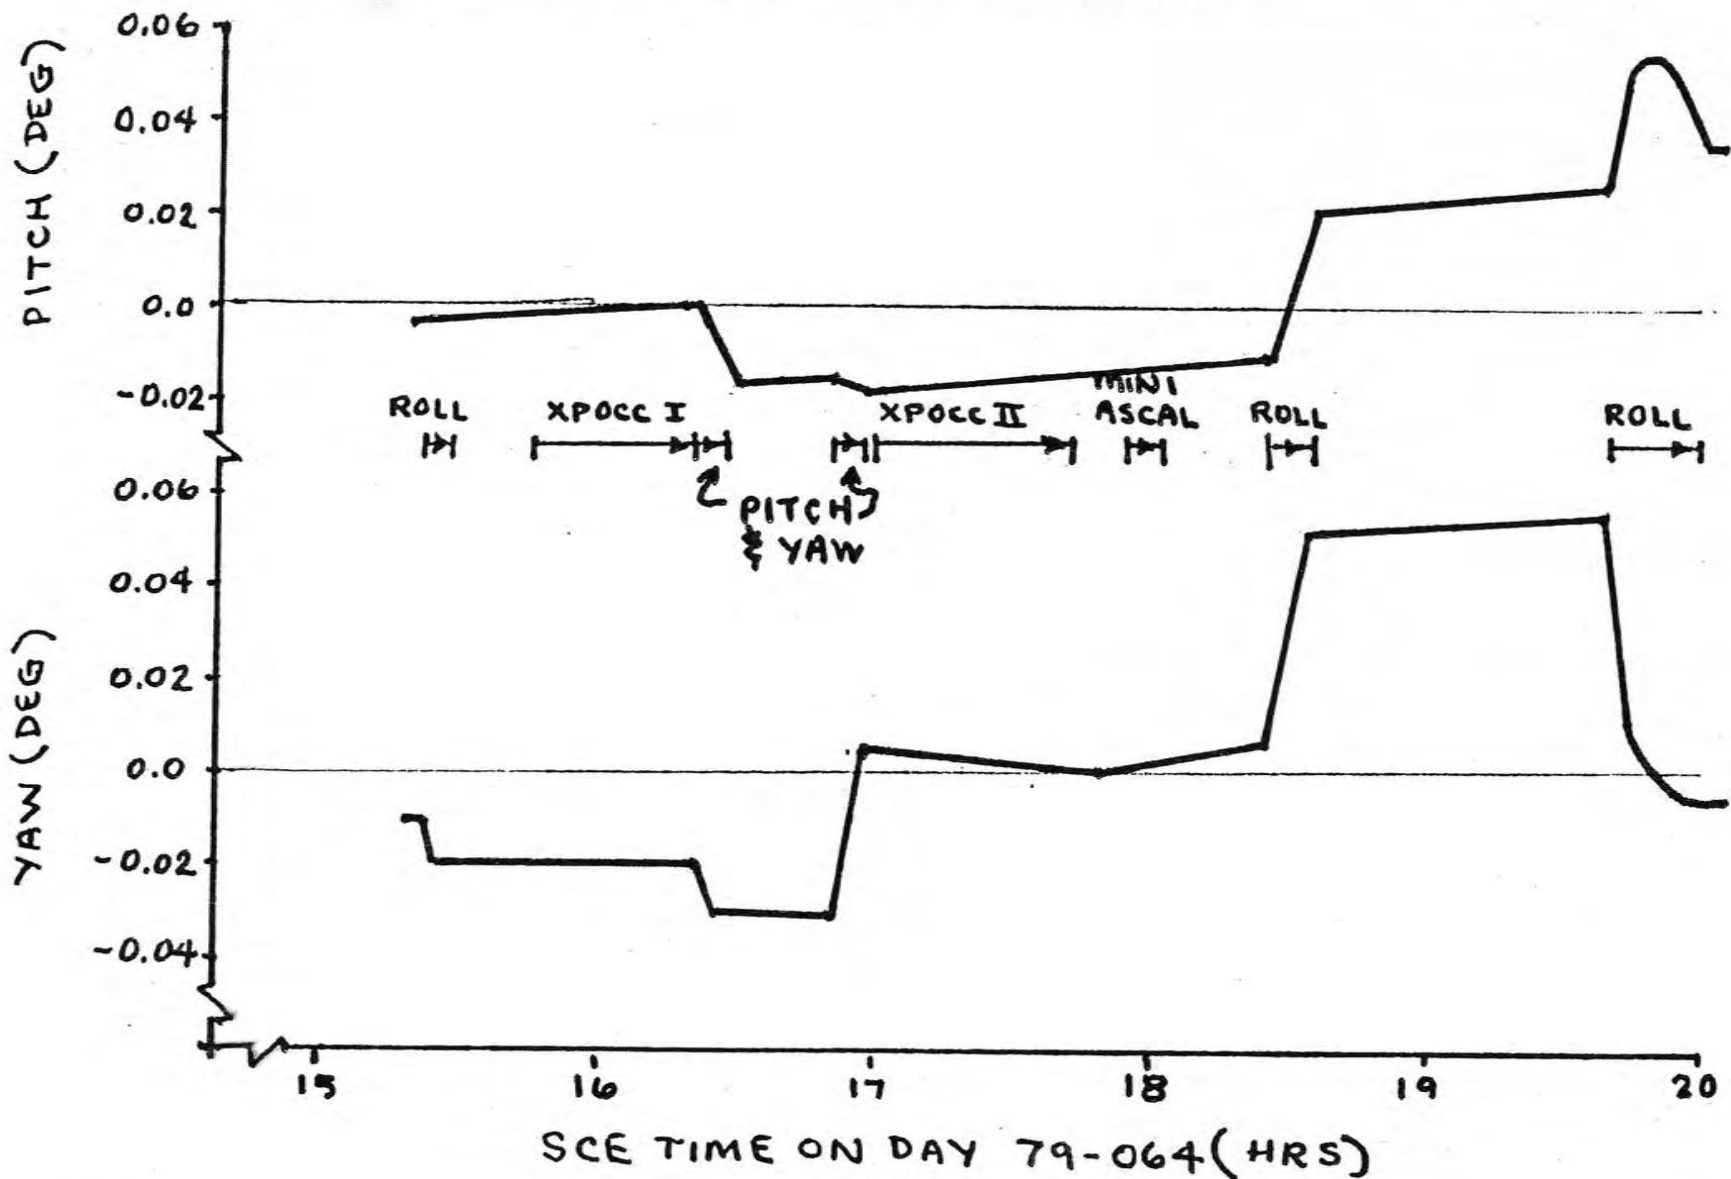 PITCH (DEG)
0.06
0.04
0.02
0.0
-0.02
ROLL
XPOCC I
XPOCC II
MINI
ASCAL
ROLL
ROLL
PITCH
& YAW
YAW (DEG)
0.06
0.04
0.02
0.0
-0.02
-0.04
15 16 17 18 19 20
SCE TIME ON DAY 79-064 (HRS)